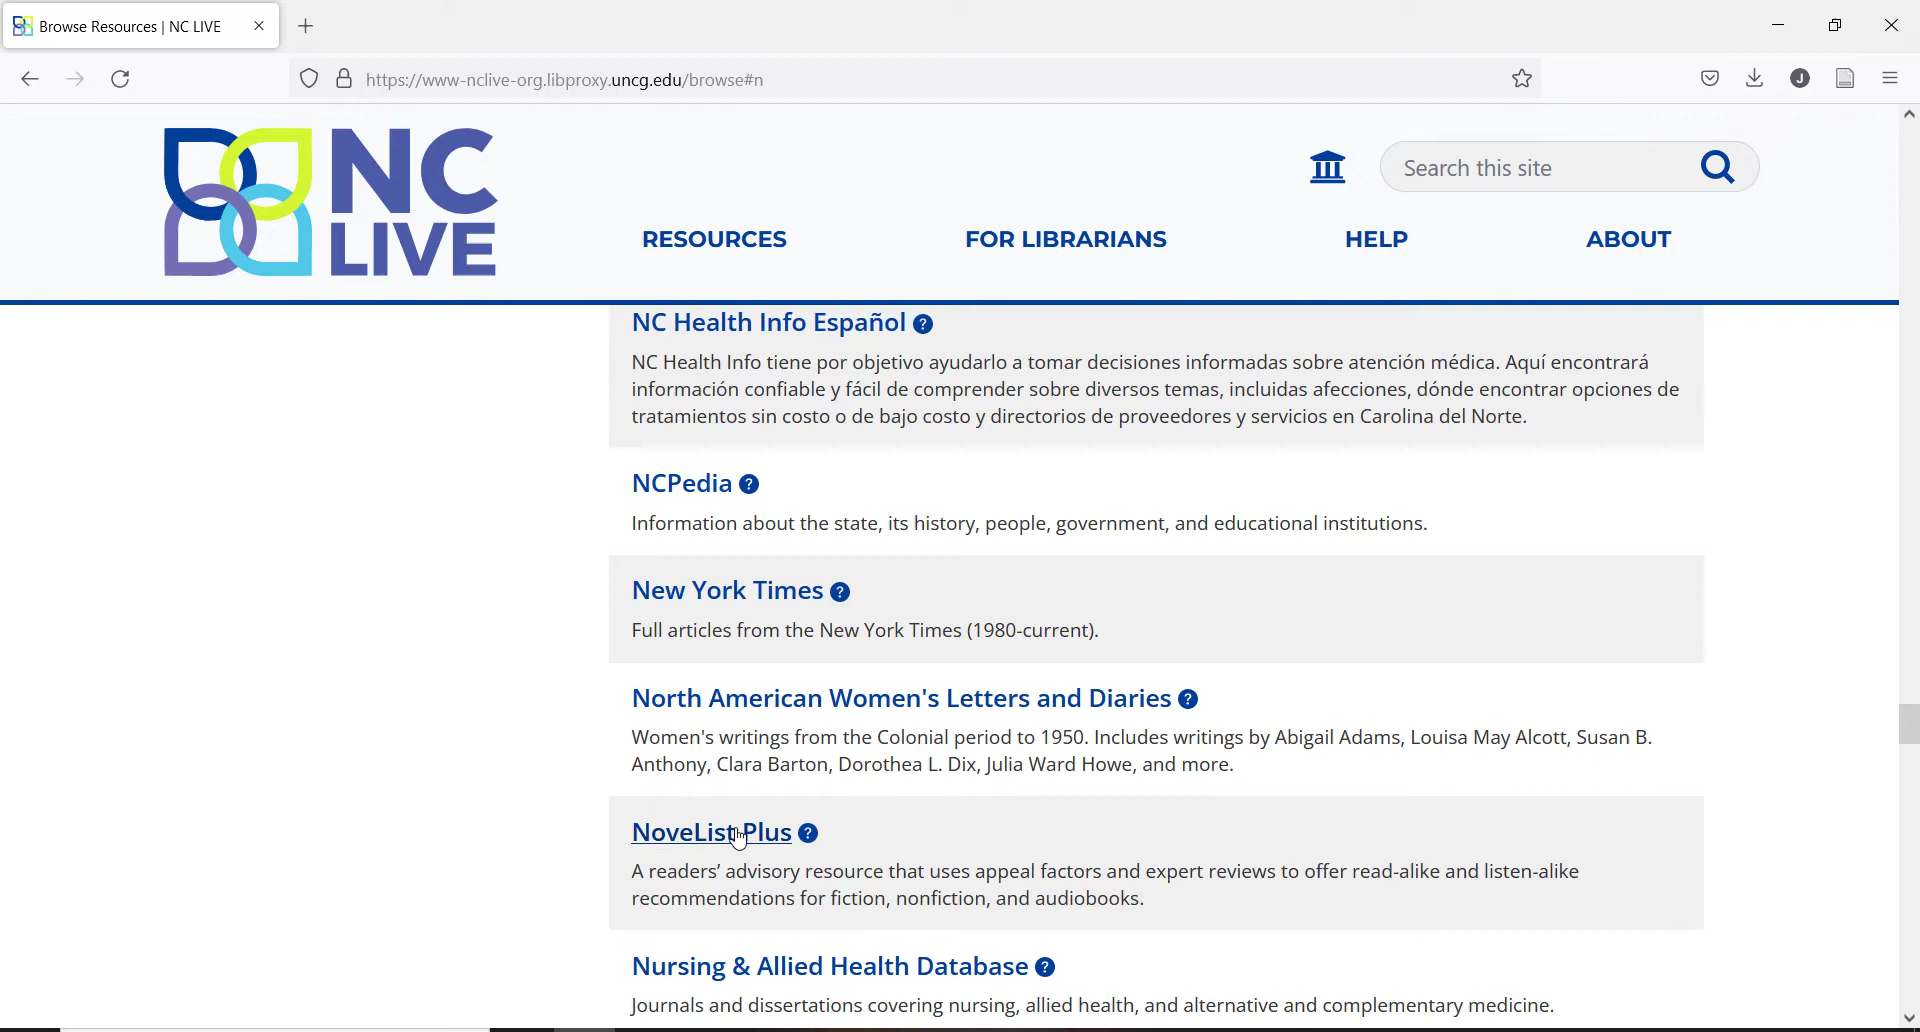 Browse Resources | NC LIVE
https://www-nclive-org.libproxy.uncg.edu/browse#n
J
NC
LIVE
Search this site
RESOURCES
FOR LIBRARIANS
HELP
ABOUT
NC Health Info Español ?
NC Health Info tiene por objetivo ayudarlo a tomar decisiones informadas sobre atención médica. Aquí encontrará
información confiable y fácil de comprender sobre diversos temas, incluidas afecciones, dónde encontrar opciones de
tratamientos sin costo o de bajo costo y directorios de proveedores y servicios en Carolina del Norte.
NCPedia ?
Information about the state, its history, people, government, and educational institutions.
New York Times ?
Full articles from the New York Times (1980-current).
North American Women's Letters and Diaries ?
Women's writings from the Colonial period to 1950. Includes writings by Abigail Adams, Louisa May Alcott, Susan B.
Anthony, Clara Barton, Dorothea L. Dix, Julia Ward Howe, and more.
NoveList Plus ?
A readers’ advisory resource that uses appeal factors and expert reviews to offer read-alike and listen-alike
recommendations for fiction, nonfiction, and audiobooks.
Nursing & Allied Health Database ?
Journals and dissertations covering nursing, allied health, and alternative and complementary medicine.